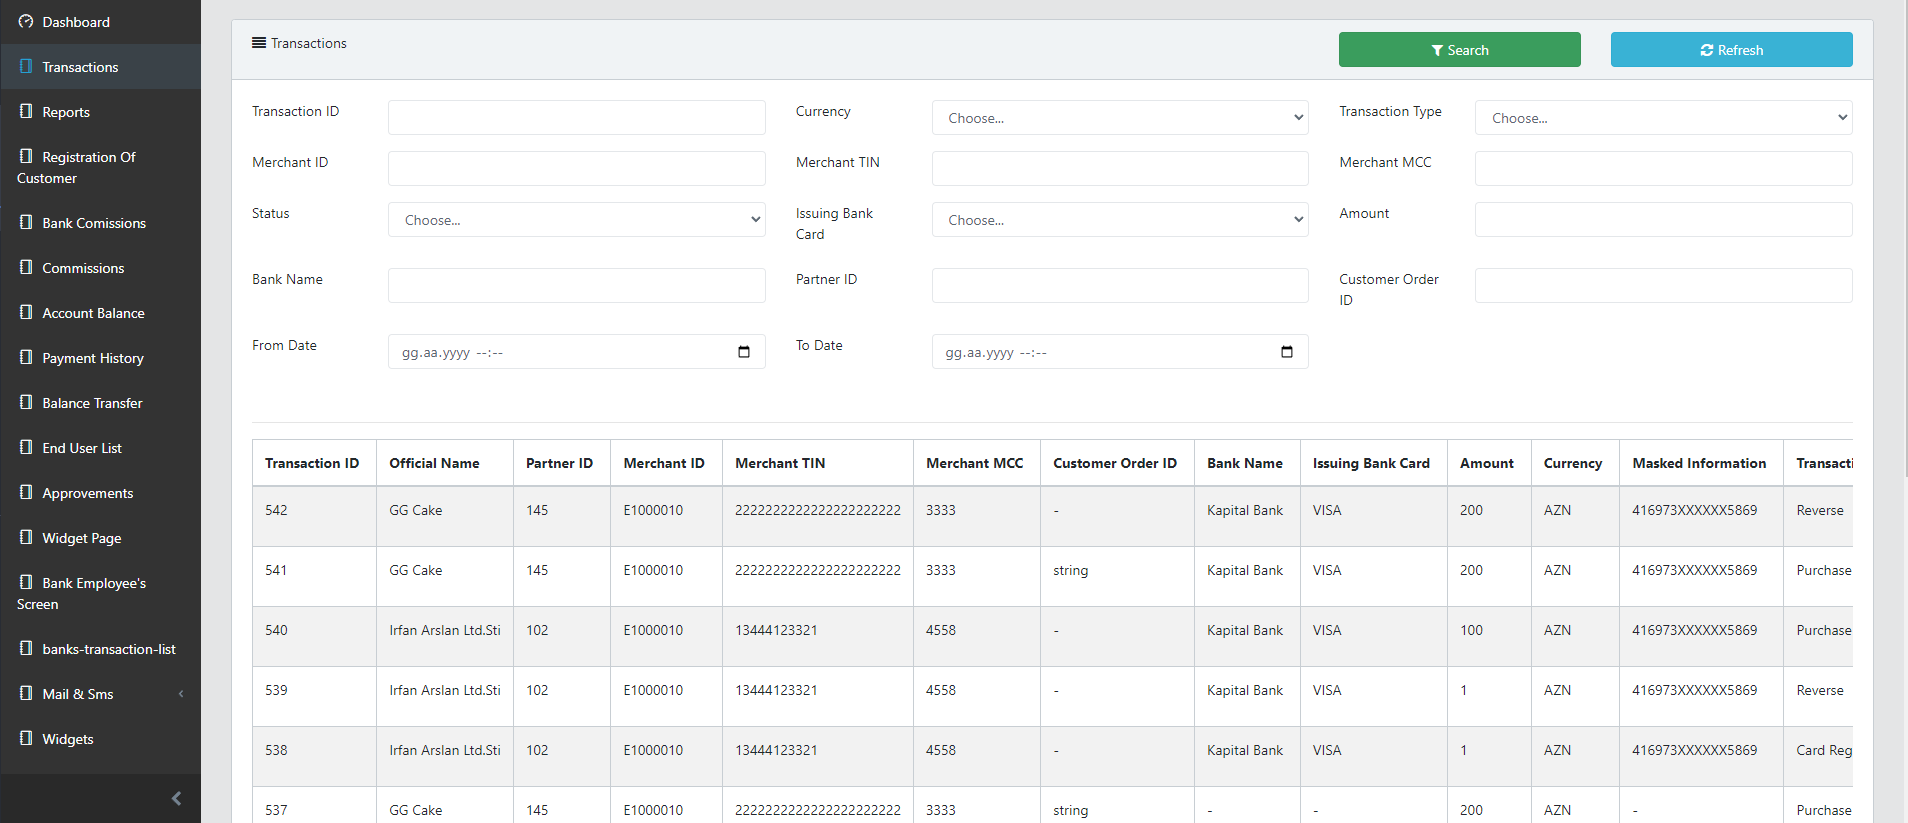 Dashboard
Transactions
Reports
Registration Of
Customer
Bank Comissions
Commissions
Account Balance
Payment History
Balance Transfer
End User List
Approvements
Widget Page
Bank Employee's
Screen
banks-transaction-list
Mail & Sms
Widgets
Transactions
Search
Refresh
Transaction ID
Currency
Choose...
Transaction Type
Choose...
Merchant ID
Merchant TIN
Merchant MCC
Status
Choose...
Issuing Bank
Card
Choose...
Amount
Bank Name
Partner ID
Customer Order
ID
From Date
gg.aa.yyyy --:--
To Date
gg.aa.yyyy --:--
Transaction ID Official Name Partner ID Merchant ID Merchant TIN Merchant MCC Customer Order ID Bank Name Issuing Bank Card Amount Currency Masked Information Transacti
542 GG Cake 145 E1000010 2222222222222222222222 3333 - Kapital Bank VISA 200 AZN 416973XXXXXX5869 Reverse
541 GG Cake 145 E1000010 2222222222222222222222 3333 string Kapital Bank VISA 200 AZN 416973XXXXXX5869 Purchase
540 Irfan Arslan Ltd.Sti 102 E1000010 13444123321 4558 - Kapital Bank VISA 100 AZN 416973XXXXXX5869 Purchase
539 Irfan Arslan Ltd.Sti 102 E1000010 13444123321 4558 - Kapital Bank VISA 1 AZN 416973XXXXXX5869 Reverse
538 Irfan Arslan Ltd.Sti 102 E1000010 13444123321 4558 - Kapital Bank VISA 1 AZN 416973XXXXXX5869 Card Reg
537 GG Cake 145 E1000010 2222222222222222222222 3333 string - - 200 AZN - Purchase